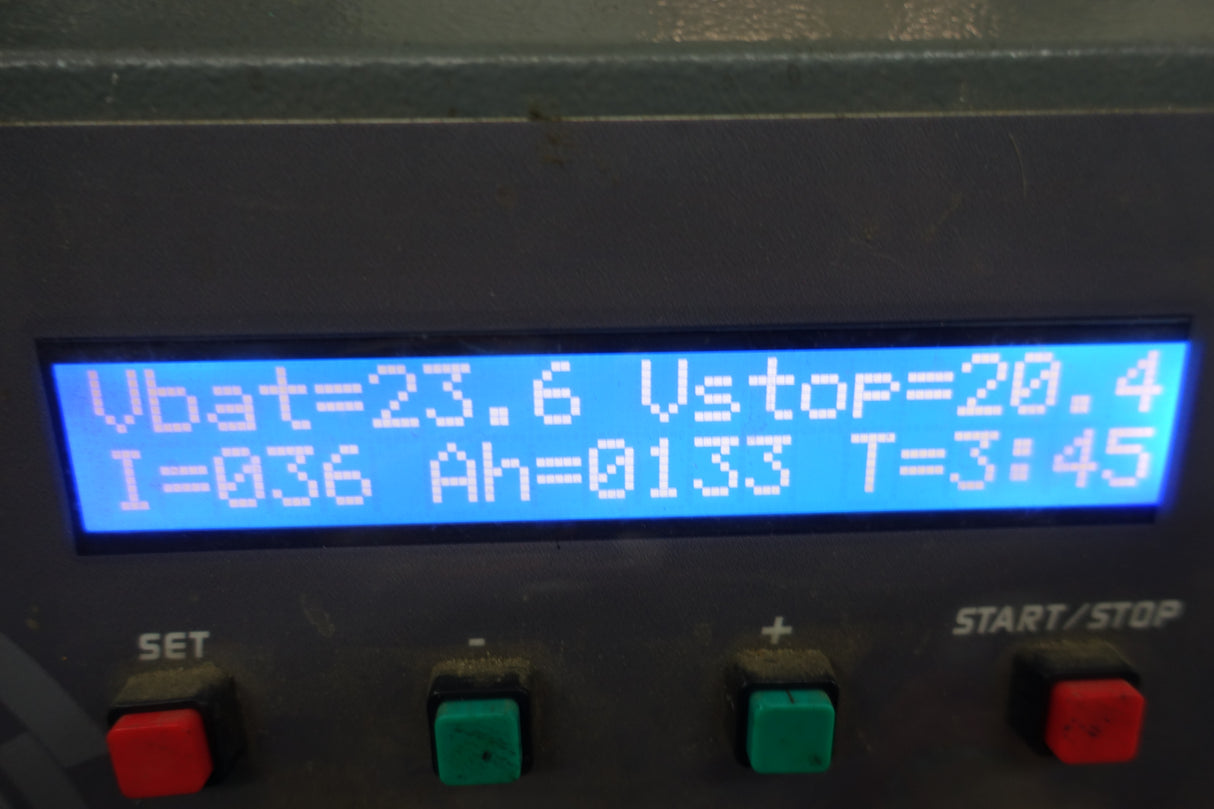 Vbat=23.6 Vstop=20.4
I=036 Ah=0133 T=3:45
SET - + START/STOP